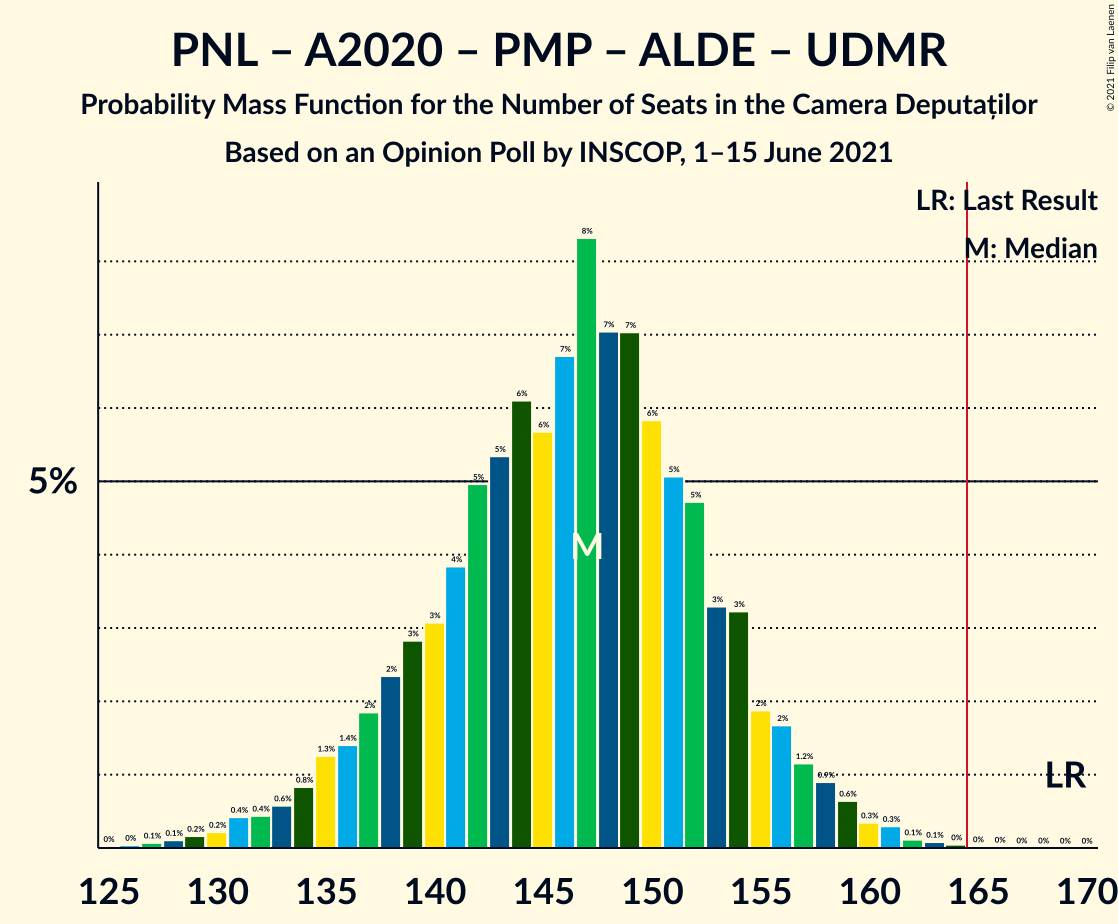 PNL – A2020 – PMP – ALDE – UDMR
Probability Mass Function for the Number of Seats in the Camera Deputaților
Based on an Opinion Poll by INSCOP, 1–15 June 2021
© 2021 Filip van Laenen
LR: Last Result
M: Median
5%
0% 0% 0.1% 0.1% 0.2% 0.2% 0.4% 0.4% 0.6% 0.8% 1.3% 1.4% 2% 2% 3% 3% 4% 5% 5% 6% 6% 7% 8% 7% 7% 6% 5% 5% 3% 3% 2% 2% 1.2% 0.9% 0.6% 0.3% 0.3% 0.1% 0.1% 0% 0% 0% 0% 0% 0% 0%
M
LR
125 130 135 140 145 150 155 160 165 170